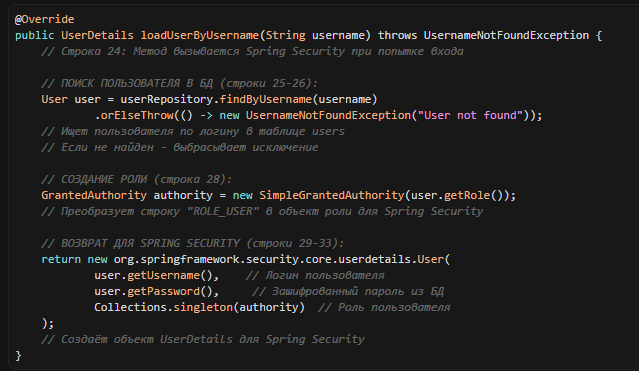 @Override
public UserDetails loadUserByUsername(String username) throws UsernameNotFoundException {
    // Строка 24: Метод вызывается Spring Security при попытке входа

    // ПОИСК ПОЛЬЗОВАТЕЛЯ В БД (строки 25-26):
    User user = userRepository.findByUsername(username)
            .orElseThrow(() -> new UsernameNotFoundException("User not found"));
    // Ищет пользователя по логину в таблице users
    // Если не найден - выбрасывает исключение

    // СОЗДАНИЕ РОЛИ (строка 28):
    GrantedAuthority authority = new SimpleGrantedAuthority(user.getRole());
    // Преобразует строку "ROLE_USER" в объект роли для Spring Security

    // ВОЗВРАТ ДЛЯ SPRING SECURITY (строки 29-33):
    return new org.springframework.security.core.userdetails.User(
            user.getUsername(),    // Логин пользователя
            user.getPassword(),     // Зашифрованный пароль из БД
            Collections.singleton(authority)  // Роль пользователя
    );
    // Создаёт объект UserDetails для Spring Security
}